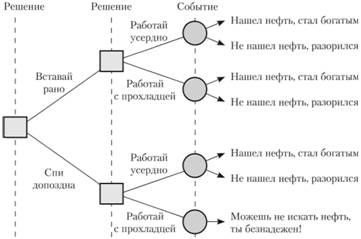 Решение
Решение
Событие
Вставай
рано
Спи
допоздна
Работай
усердно
Работай
с прохладцей
Работай
усердно
Работай
с прохладцей
Нашел нефть, стал богатым
Не нашел нефть, разорился
Нашел нефть, стал богатым
Не нашел нефть, разорился
Нашел нефть, стал богатым
Не нашел нефть, разорился
Можешь не искать нефть,
ты безнадежен!